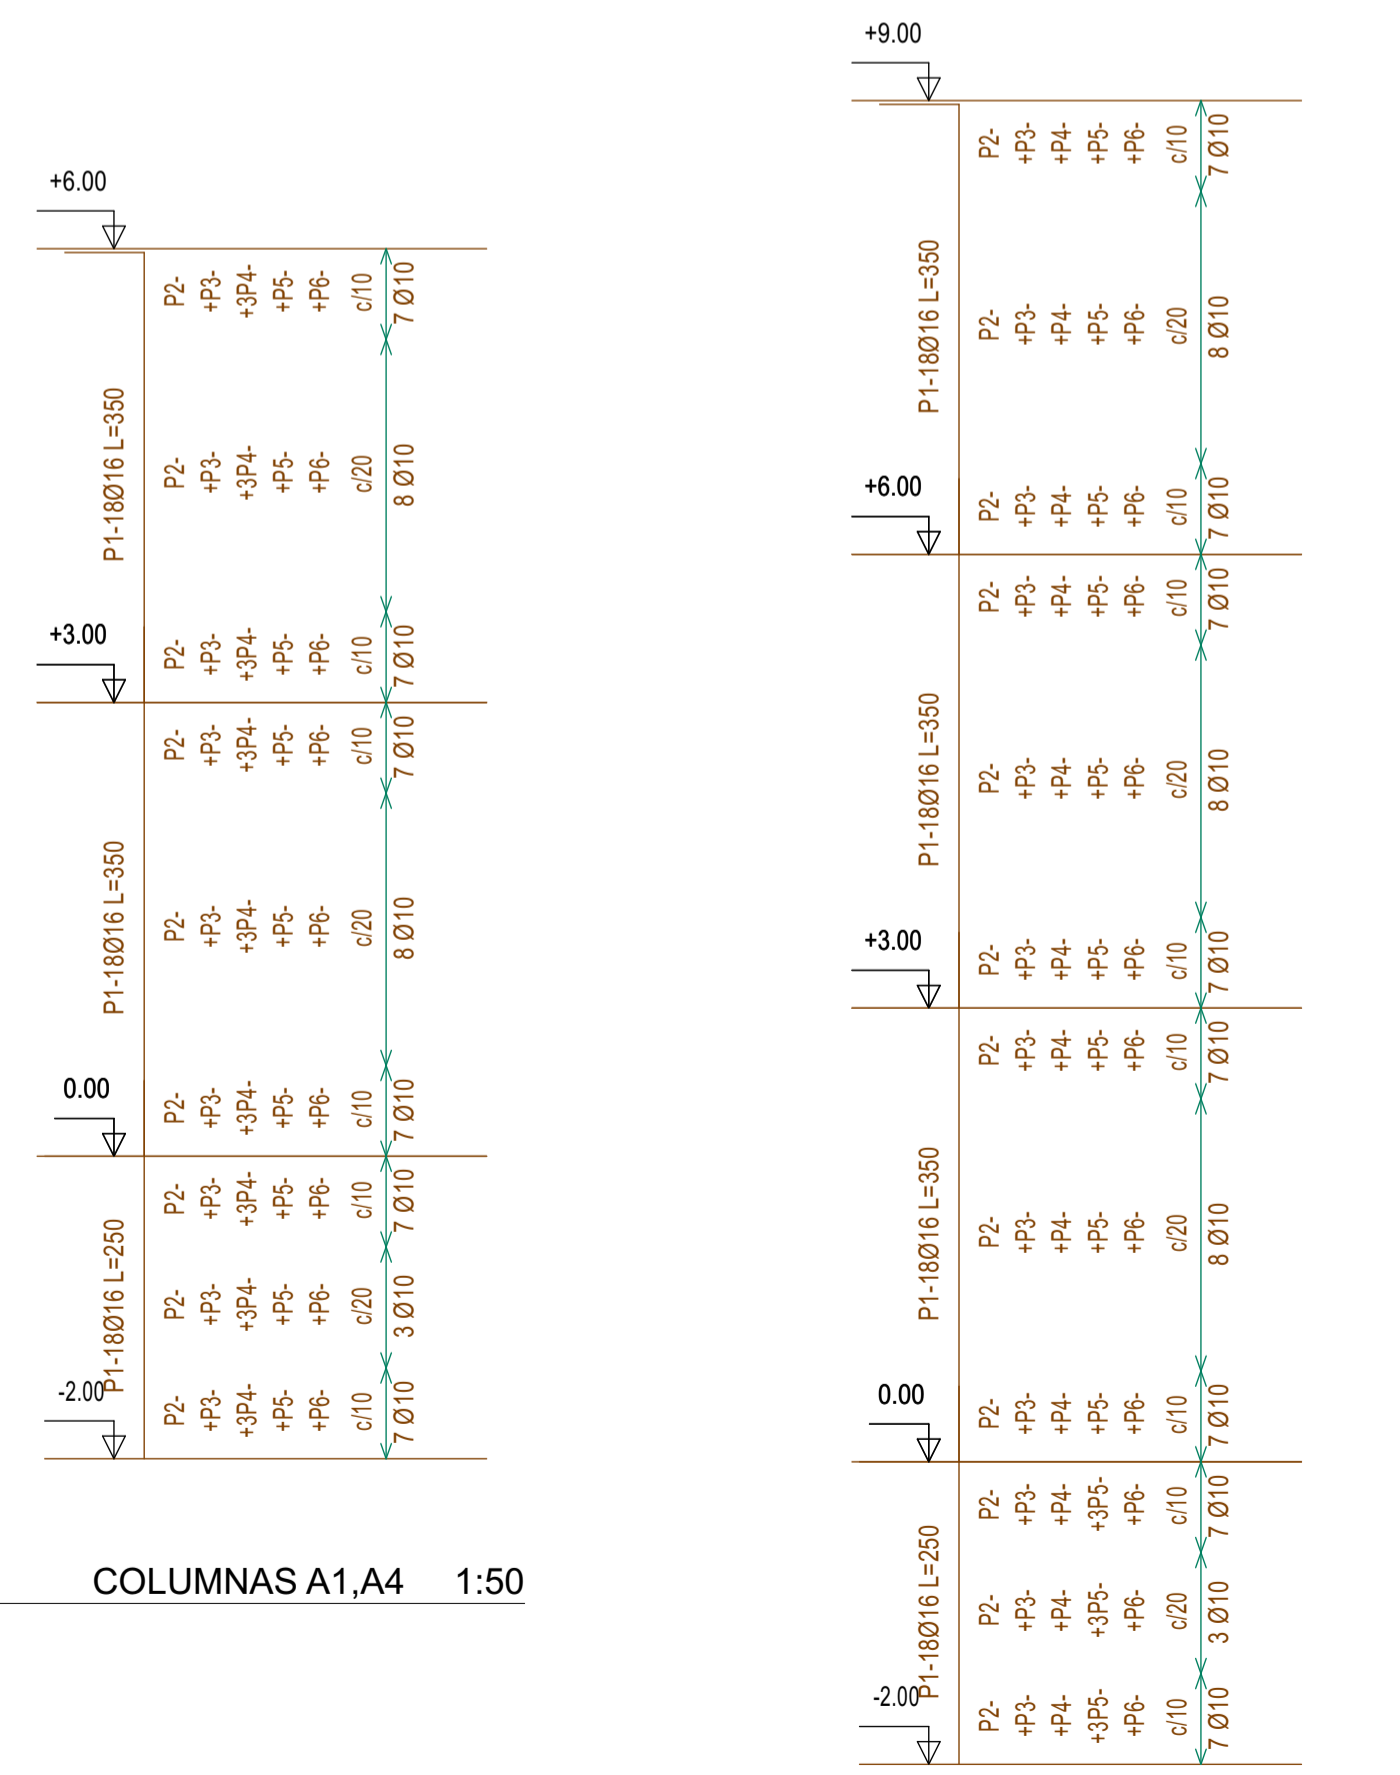 +6.00
P2-
+P3-
+3P4-
+P5-
+P6-
c/10
7 Ø10
P1-18Ø16 L=350
P2-
+P3-
+3P4-
+P5-
+P6-
c/20
8 Ø10
+3.00
P2-
+P3-
+3P4-
+P5-
+P6-
c/10
7 Ø10
P2-
+P3-
+3P4-
+P5-
+P6-
c/10
7 Ø10
P1-18Ø16 L=350
P2-
+P3-
+3P4-
+P5-
+P6-
c/20
8 Ø10
0.00
P2-
+P3-
+3P4-
+P5-
+P6-
c/10
7 Ø10
P2-
+P3-
+3P4-
+P5-
+P6-
c/10
7 Ø10
P1-18Ø16 L=250
P2-
+P3-
+3P4-
+P5-
+P6-
c/20
3 Ø10
-2.00
P2-
+P3-
+3P4-
+P5-
+P6-
c/10
7 Ø10
COLUMNAS A1,A4 1:50
+9.00
P2-
+P3-
+P4-
+P5-
+P6-
c/10
7 Ø10
P1-18Ø16 L=350
P2-
+P3-
+P4-
+P5-
+P6-
c/20
8 Ø10
+6.00
P2-
+P3-
+P4-
+P5-
+P6-
c/10
7 Ø10
P2-
+P3-
+P4-
+P5-
+P6-
c/10
7 Ø10
P1-18Ø16 L=350
P2-
+P3-
+P4-
+P5-
+P6-
c/20
8 Ø10
+3.00
P2-
+P3-
+P4-
+P5-
+P6-
c/10
7 Ø10
P2-
+P3-
+P4-
+P5-
+P6-
c/10
7 Ø10
P1-18Ø16 L=350
P2-
+P3-
+P4-
+P5-
+P6-
c/20
8 Ø10
0.00
P2-
+P3-
+P4-
+P5-
+P6-
c/10
7 Ø10
P2-
+P3-
+P4-
+3P5-
+P6-
c/10
7 Ø10
P1-18Ø16 L=250
P2-
+P3-
+P4-
+3P5-
+P6-
c/20
3 Ø10
-2.00
P2-
+P3-
+P4-
+3P5-
+P6-
c/10
7 Ø10